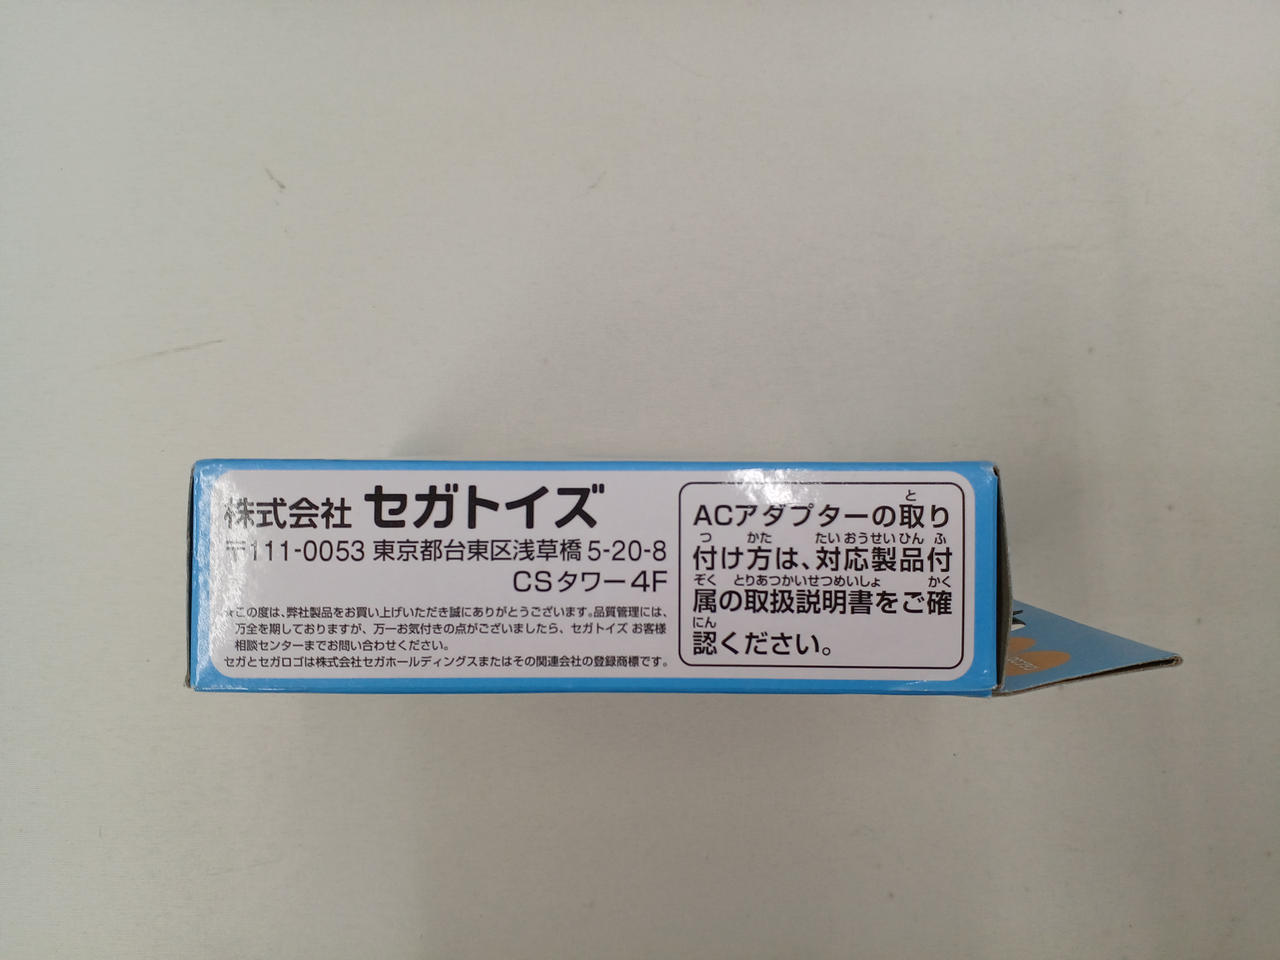 株式会社 セガトイズ
〒111-0053 東京都台東区浅草橋 5-20-8
CSタワー4F
※この度は、弊社製品をお買い上げいただき誠にありがとうございます。品質管理には、
万全を期しておりますが、万一お気付きの点がございましたら、セガトイズ お客様
相談センターまでお問い合わせください。
セガとセガロゴは株式会社セガホールディングスまたはその関連会社の登録商標です。
と
ACアダプターの取り
つ かた たいおうせいひん ふ
付け方は、対応製品付
ぞく とりあつかいせつめいしょ かく
属の取扱説明書をご確
にん
認ください。